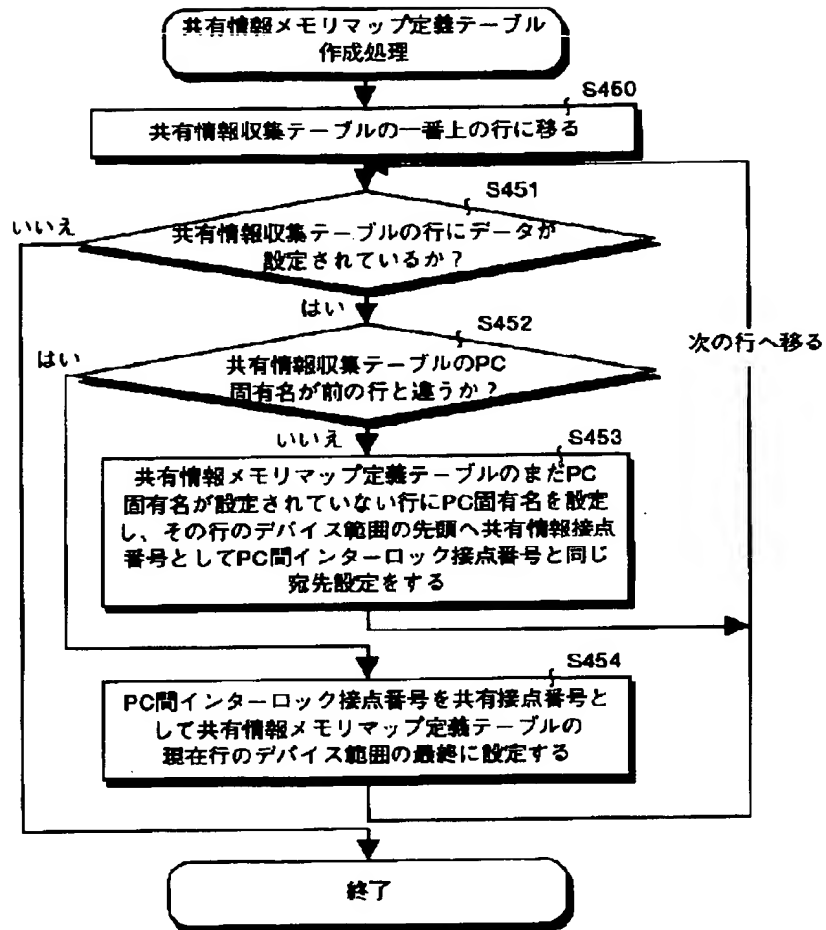 共有情報メモリマップ定義テーブル
作成処理
S450
共有情報収集テーブルの一番上の行に移る
S451
いいえ
共有情報収集テーブルの行にデータが
設定されているか？
はい
S452
次の行へ移る
はい
共有情報収集テーブルのPC
固有名が前の行と違うか？
いいえ
S453
共有情報メモリマップ定義テーブルのまだPC
固有名が設定されていない行にPC固有名を設定
し、その行のデバイス範囲の先頭へ共有情報接点
番号としてPC間インターロック接点番号と同じ
宛先設定をする
S454
PC間インターロック接点番号を共有接点番号と
して共有情報メモリマップ定義テーブルの
現在行のデバイス範囲の最終に設定する
終了